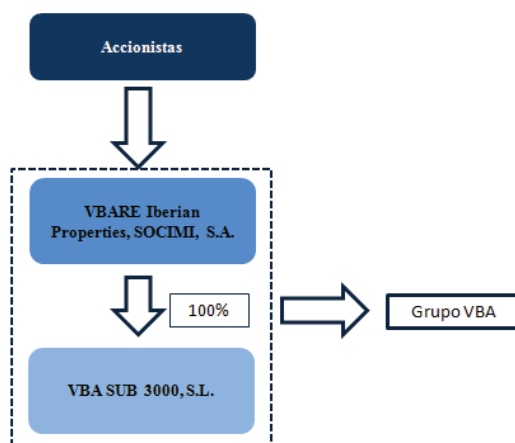 Accionistas
VBARE Iberian
Properties, SOCIMI, S.A.
100%
Grupo VBA
VBA SUB 3000, S.L.